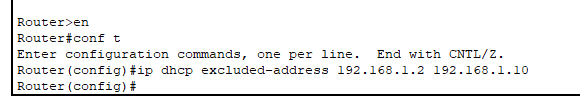 Router>en
Router#conf t
Enter configuration commands, one per line.  End with CNTL/Z.
Router(config)#ip dhcp excluded-address 192.168.1.2 192.168.1.10
Router(config)#